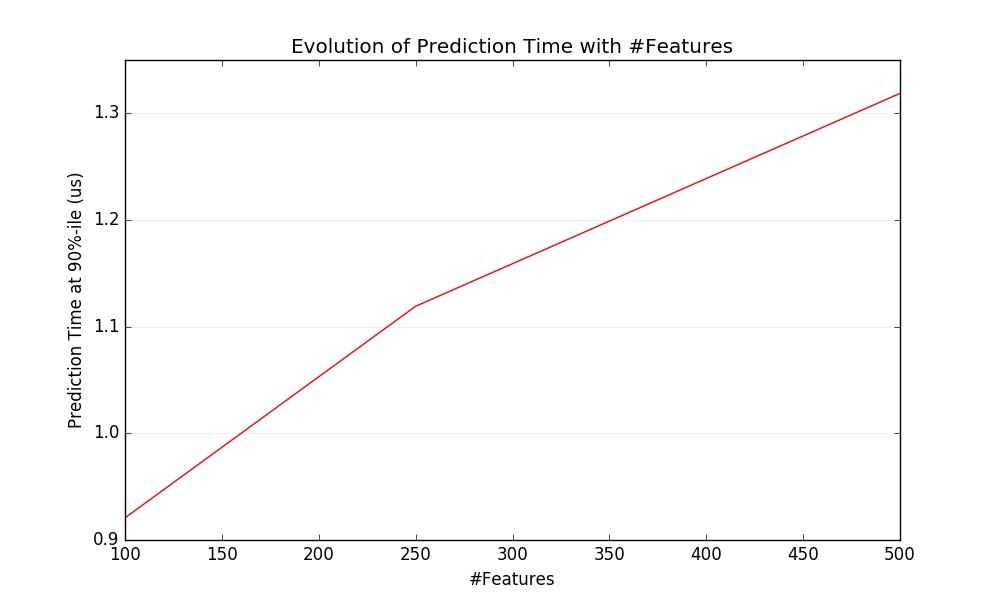 Evolution of Prediction Time with #Features
Prediction Time at 90%-ile (us)
1.3
1.2
1.1
1.0
0.9
100 150 200 250 300 350 400 450 500
#Features